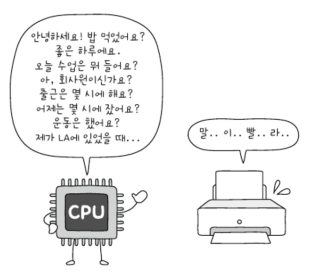 안녕하세요! 밥 먹었어요?
좋은 하루에요.
오늘 수업은 뭐 들어요?
아, 회사원이신가요?
출근은 몇 시에 해요?
어제는 몇 시에 잤어요?
운동은 했어요?
제가 LA에 있었을 때...
말.. 이.. 빨.. 라..
CPU